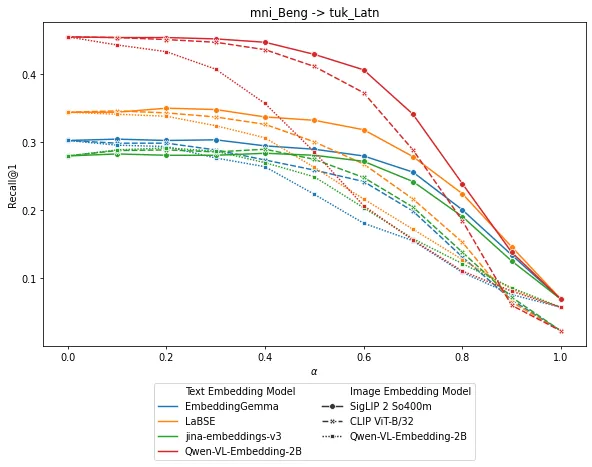 mni_Beng -> tuk_Latn
Recall@1
0.4
0.3
0.2
0.1
0.0 0.2 0.4 0.6 0.8 1.0
α
Text Embedding Model
EmbeddingGemma
LaBSE
jina-embeddings-v3
Qwen-VL-Embedding-2B
Image Embedding Model
SigLIP 2 So400m
CLIP ViT-B/32
Qwen-VL-Embedding-2B